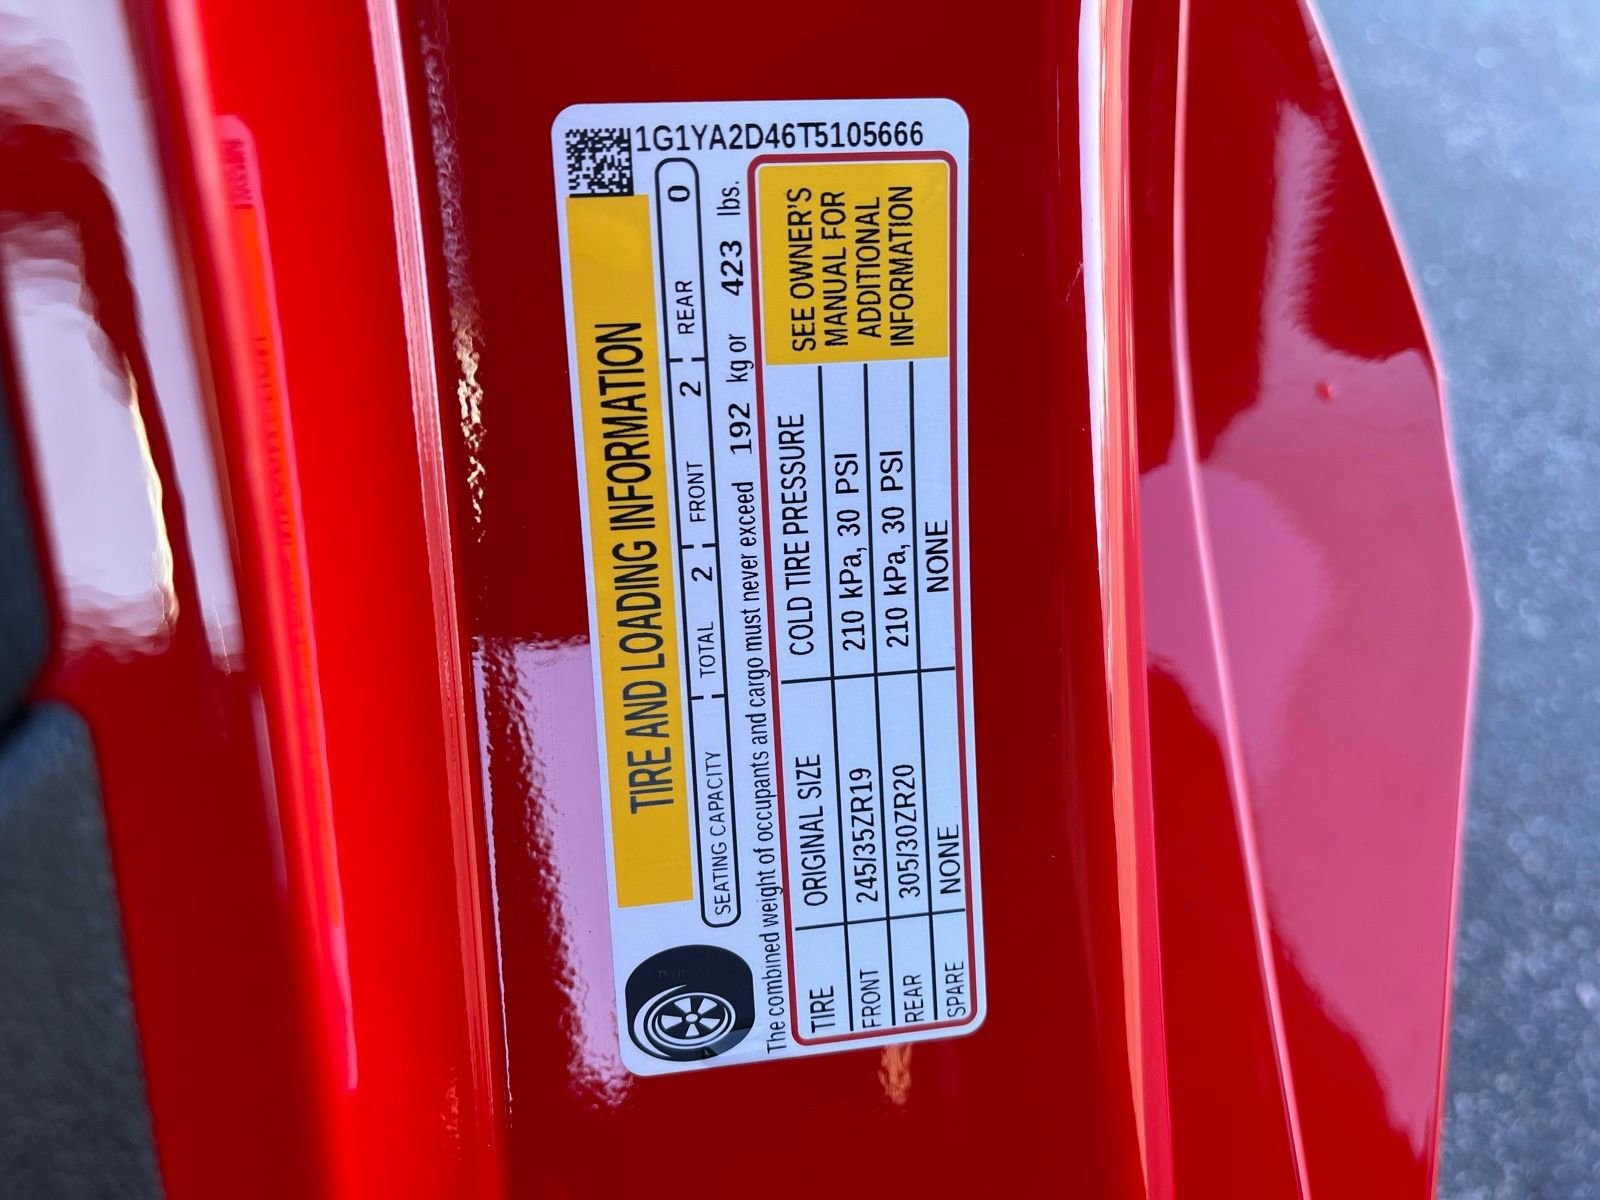 1G1YA2D46T5105666
TIRE AND LOADING INFORMATION
SEATING CAPACITY TOTAL 2 FRONT 2 REAR 0
The combined weight of occupants and cargo must never exceed 192 kg or 423 lbs.
TIRE ORIGINAL SIZE COLD TIRE PRESSURE
FRONT 245/35ZR19 210 kPa, 30 PSI
REAR 305/30ZR20 210 kPa, 30 PSI
SPARE NONE NONE
SEE OWNER'S
MANUAL FOR
ADDITIONAL
INFORMATION